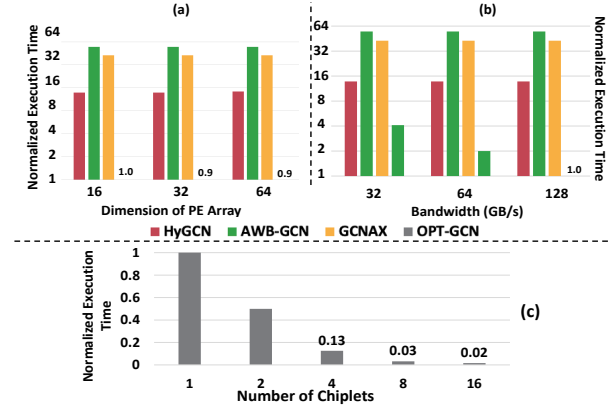 (a)
(b)
Normalized Execution Time
64
32
16
8
4
2
1
1.0
0.9
0.9
16
32
64
Dimension of PE Array
64
32
16
8
4
2
1
1.0
32
64
128
Bandwidth (GB/s)
Normalized Execution Time
HyGCN
AWB-GCN
GCNAX
OPT-GCN
Normalized Execution
Time
1
0.8
0.6
0.4
0.2
0
0.13
0.03
0.02
(c)
1
2
4
8
16
Number of Chiplets